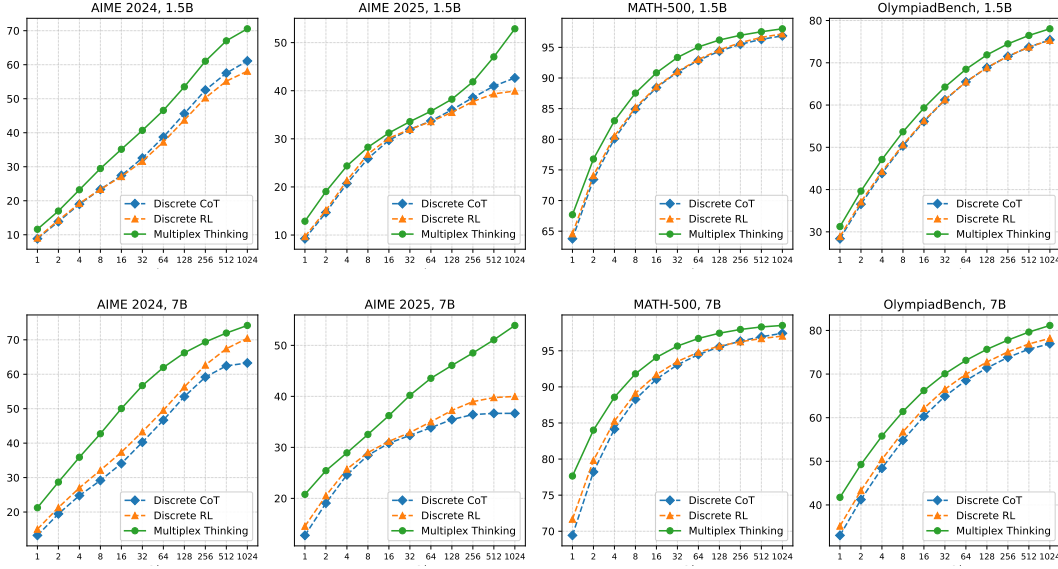 AIME 2024, 1.5B
70
60
50
40
30
20
10
1 2 4 8 16 32 64 128 256 512 1024
Discrete CoT
Discrete RL
Multiplex Thinking
AIME 2025, 1.5B
50
40
30
20
10
1 2 4 8 16 32 64 128 256 512 1024
Discrete CoT
Discrete RL
Multiplex Thinking
MATH-500, 1.5B
95
90
85
80
75
70
65
1 2 4 8 16 32 64 128 256 512 1024
Discrete CoT
Discrete RL
Multiplex Thinking
OlympiadBench, 1.5B
80
70
60
50
40
30
1 2 4 8 16 32 64 128 256 512 1024
Discrete CoT
Discrete RL
Multiplex Thinking
AIME 2024, 7B
70
60
50
40
30
20
1 2 4 8 16 32 64 128 256 512 1024
Discrete CoT
Discrete RL
Multiplex Thinking
AIME 2025, 7B
50
40
30
20
1 2 4 8 16 32 64 128 256 512 1024
Discrete CoT
Discrete RL
Multiplex Thinking
MATH-500, 7B
95
90
85
80
75
70
1 2 4 8 16 32 64 128 256 512 1024
Discrete CoT
Discrete RL
Multiplex Thinking
OlympiadBench, 7B
80
70
60
50
40
1 2 4 8 16 32 64 128 256 512 1024
Discrete CoT
Discrete RL
Multiplex Thinking